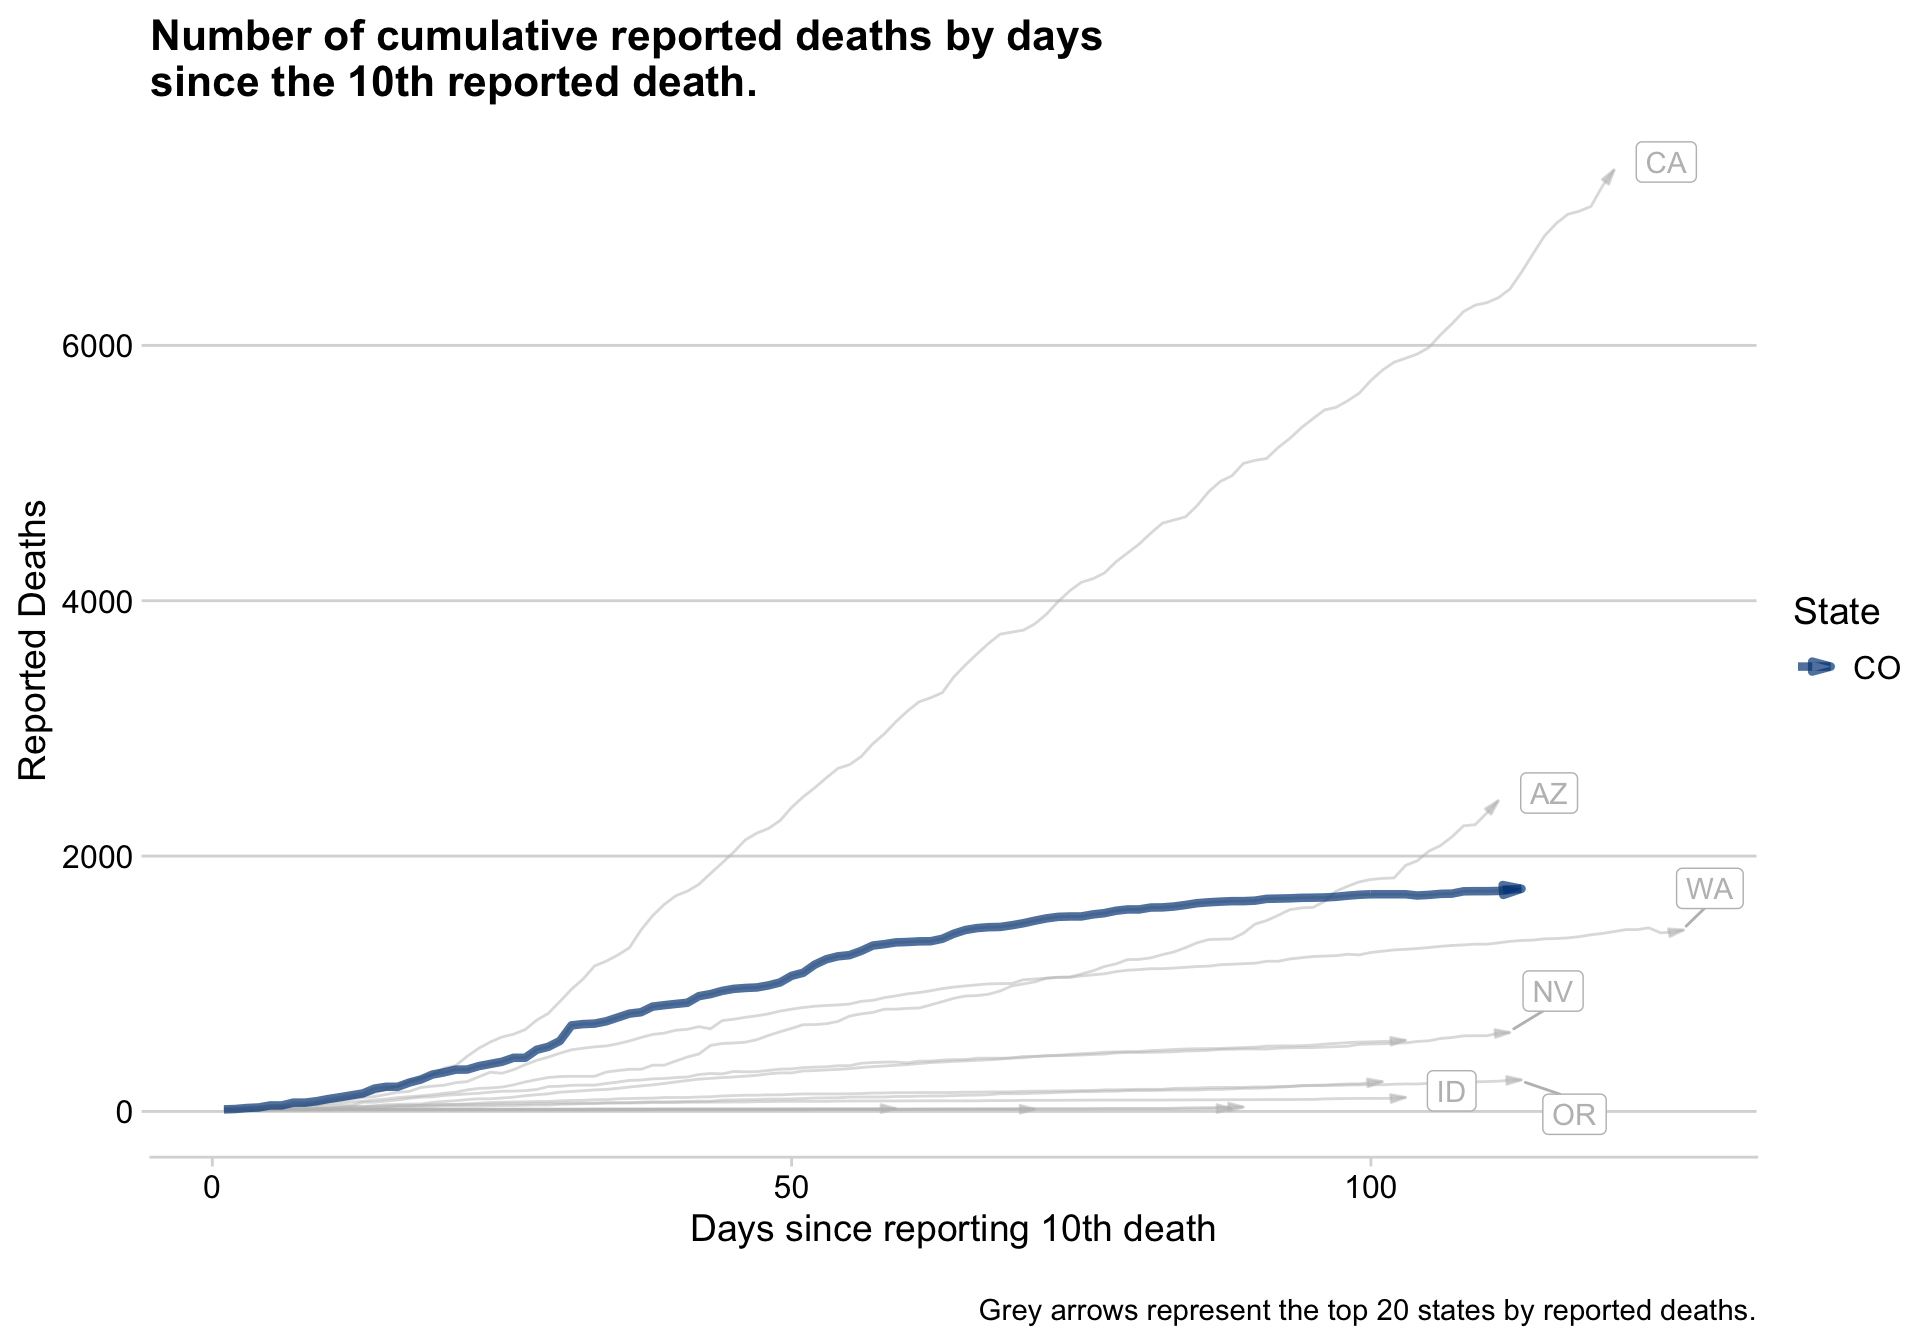 Number of cumulative reported deaths by days
since the 10th reported death.
CA
6000
4000
Reported Deaths
State
CO
AZ
2000
WA
NV
ID
OR
0
0
50
100
Days since reporting 10th death
Grey arrows represent the top 20 states by reported deaths.